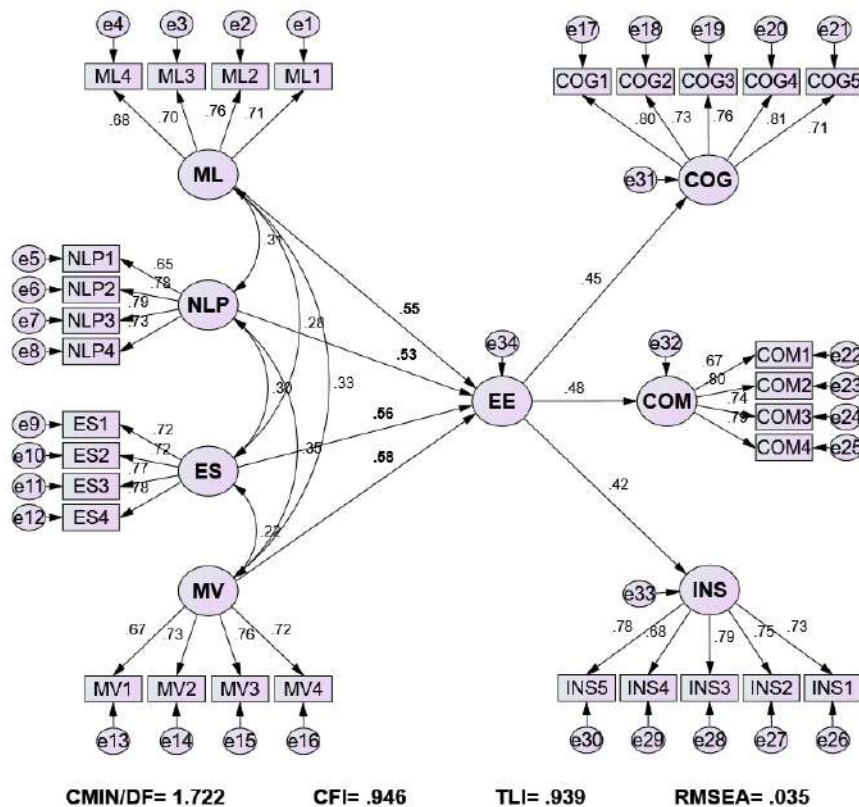 e4 e3 e2 e1
ML4 ML3 ML2 ML1
.68 .70 .76 .71
ML
e17 e18 e19 e20 e21
COG1 COG2 COG3 COG4 COG5
.80 .73 .76 .81 .71
e31 COG
.31
e5 NLP1 .65
e6 NLP2 .78
e7 NLP3 .79
e8 NLP4 .73
NLP
.28
.30
.33
.55
.53
.56
.58
.45
e34
EE
.48
.42
e32
COM
.67 COM1 e22
.80 COM2 e23
.74 COM3 e24
.79 COM4 e25
e9 ES1 .72
e10 ES2 .72
e11 ES3 .77
e12 ES4 .78
ES
.35
.22
MV
.67 .73 .76 .72
MV1 MV2 MV3 MV4
e13 e14 e15 e16
e33 INS
.78 .68 .79 .75 .73
INS5 INS4 INS3 INS2 INS1
e30 e29 e28 e27 e26
CMIN/DF= 1.722 CFI= .946 TLI= .939 RMSEA= .035